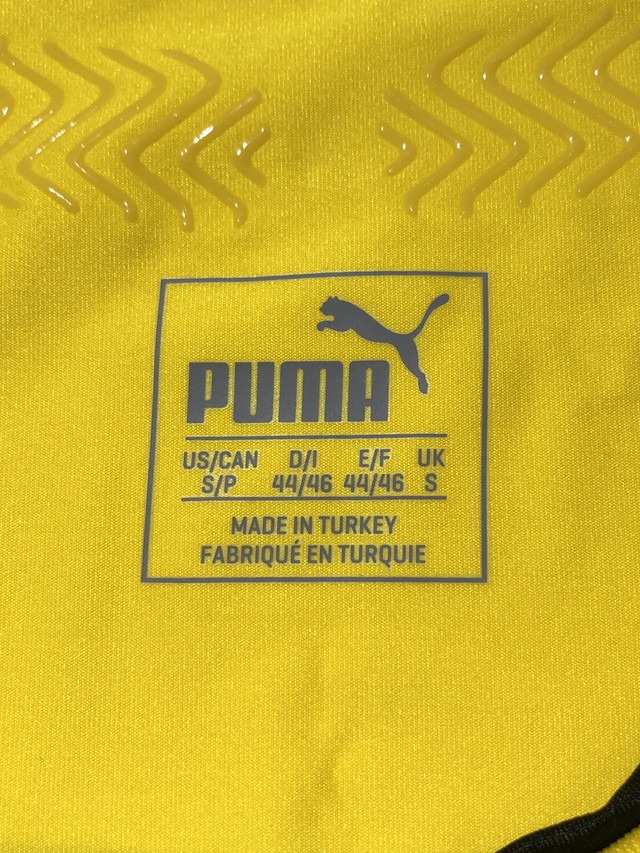 PUMA
US/CAN D/I E/F UK
S/P 44/46 44/46 S
MADE IN TURKEY
FABRIQUÉ EN TURQUIE